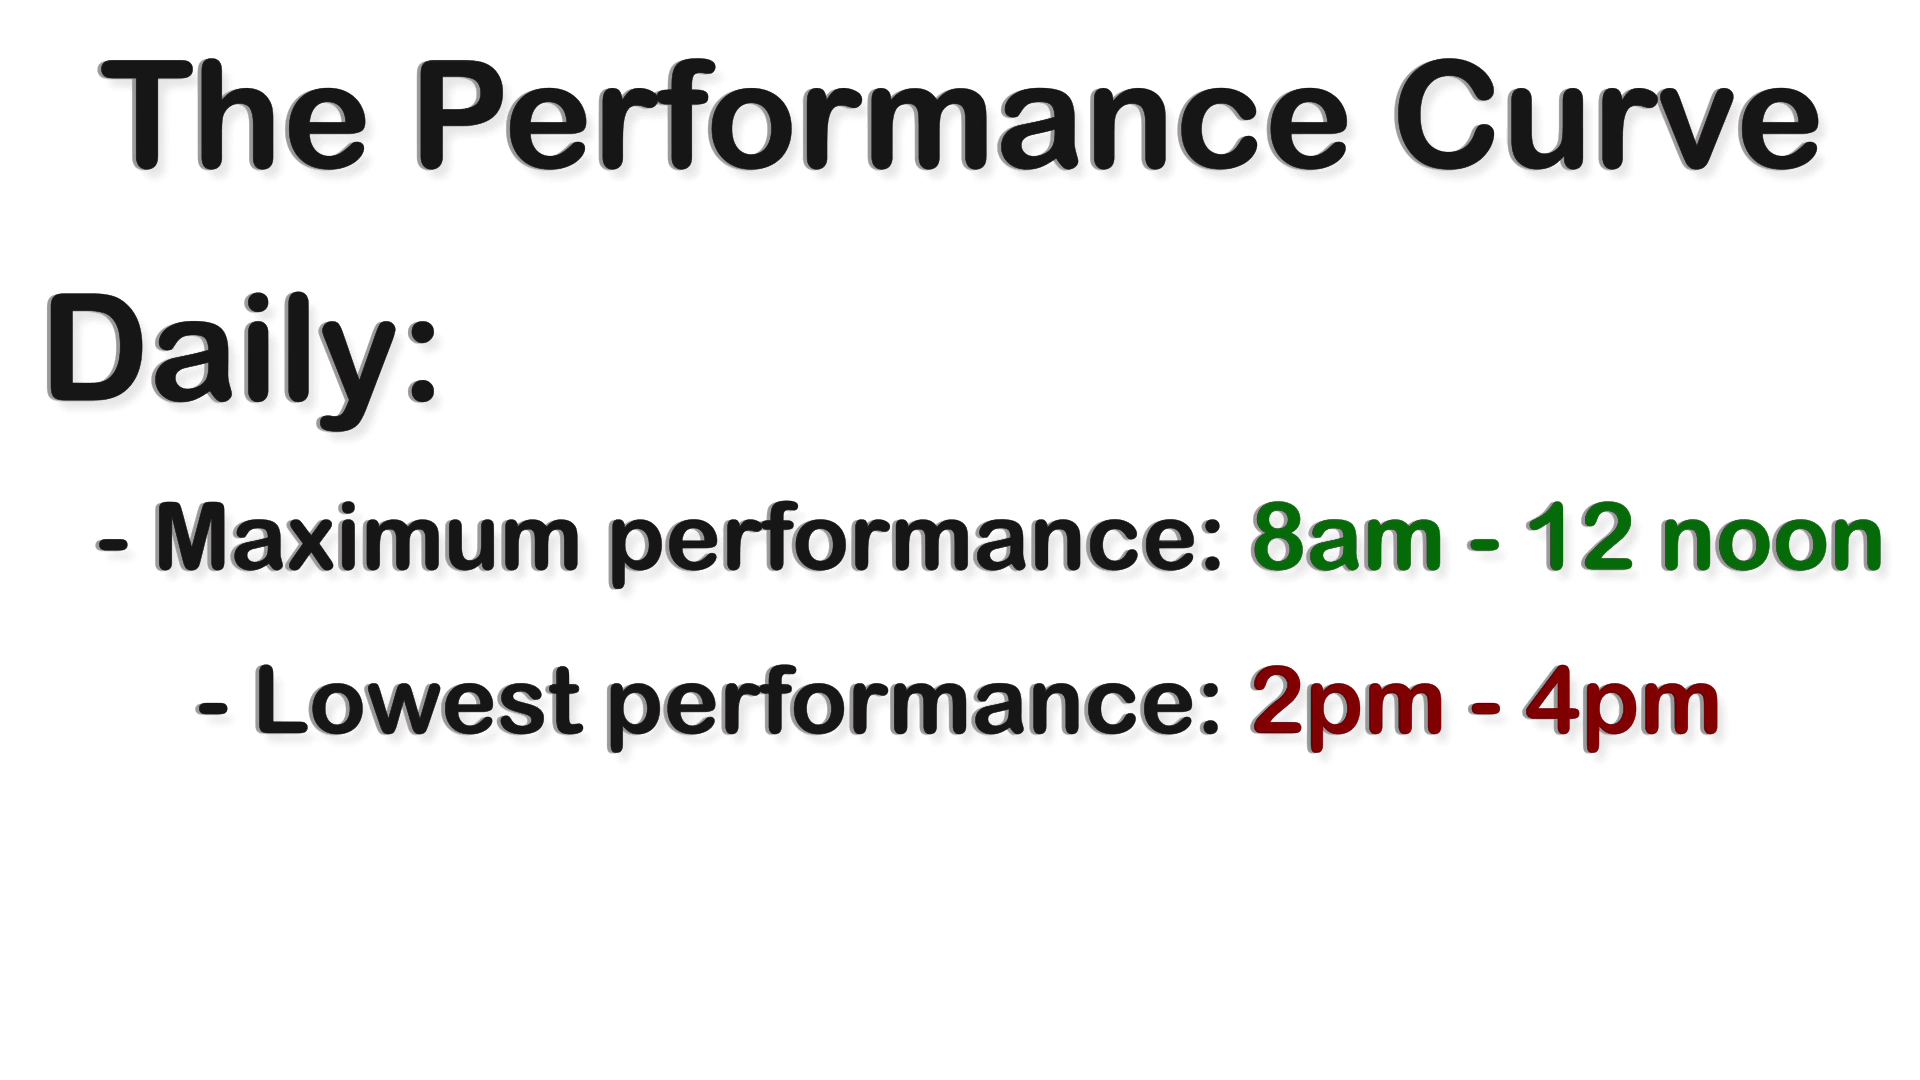 The Performance Curve
Daily:
- Maximum performance: 8am - 12 noon
- Lowest performance: 2pm - 4pm